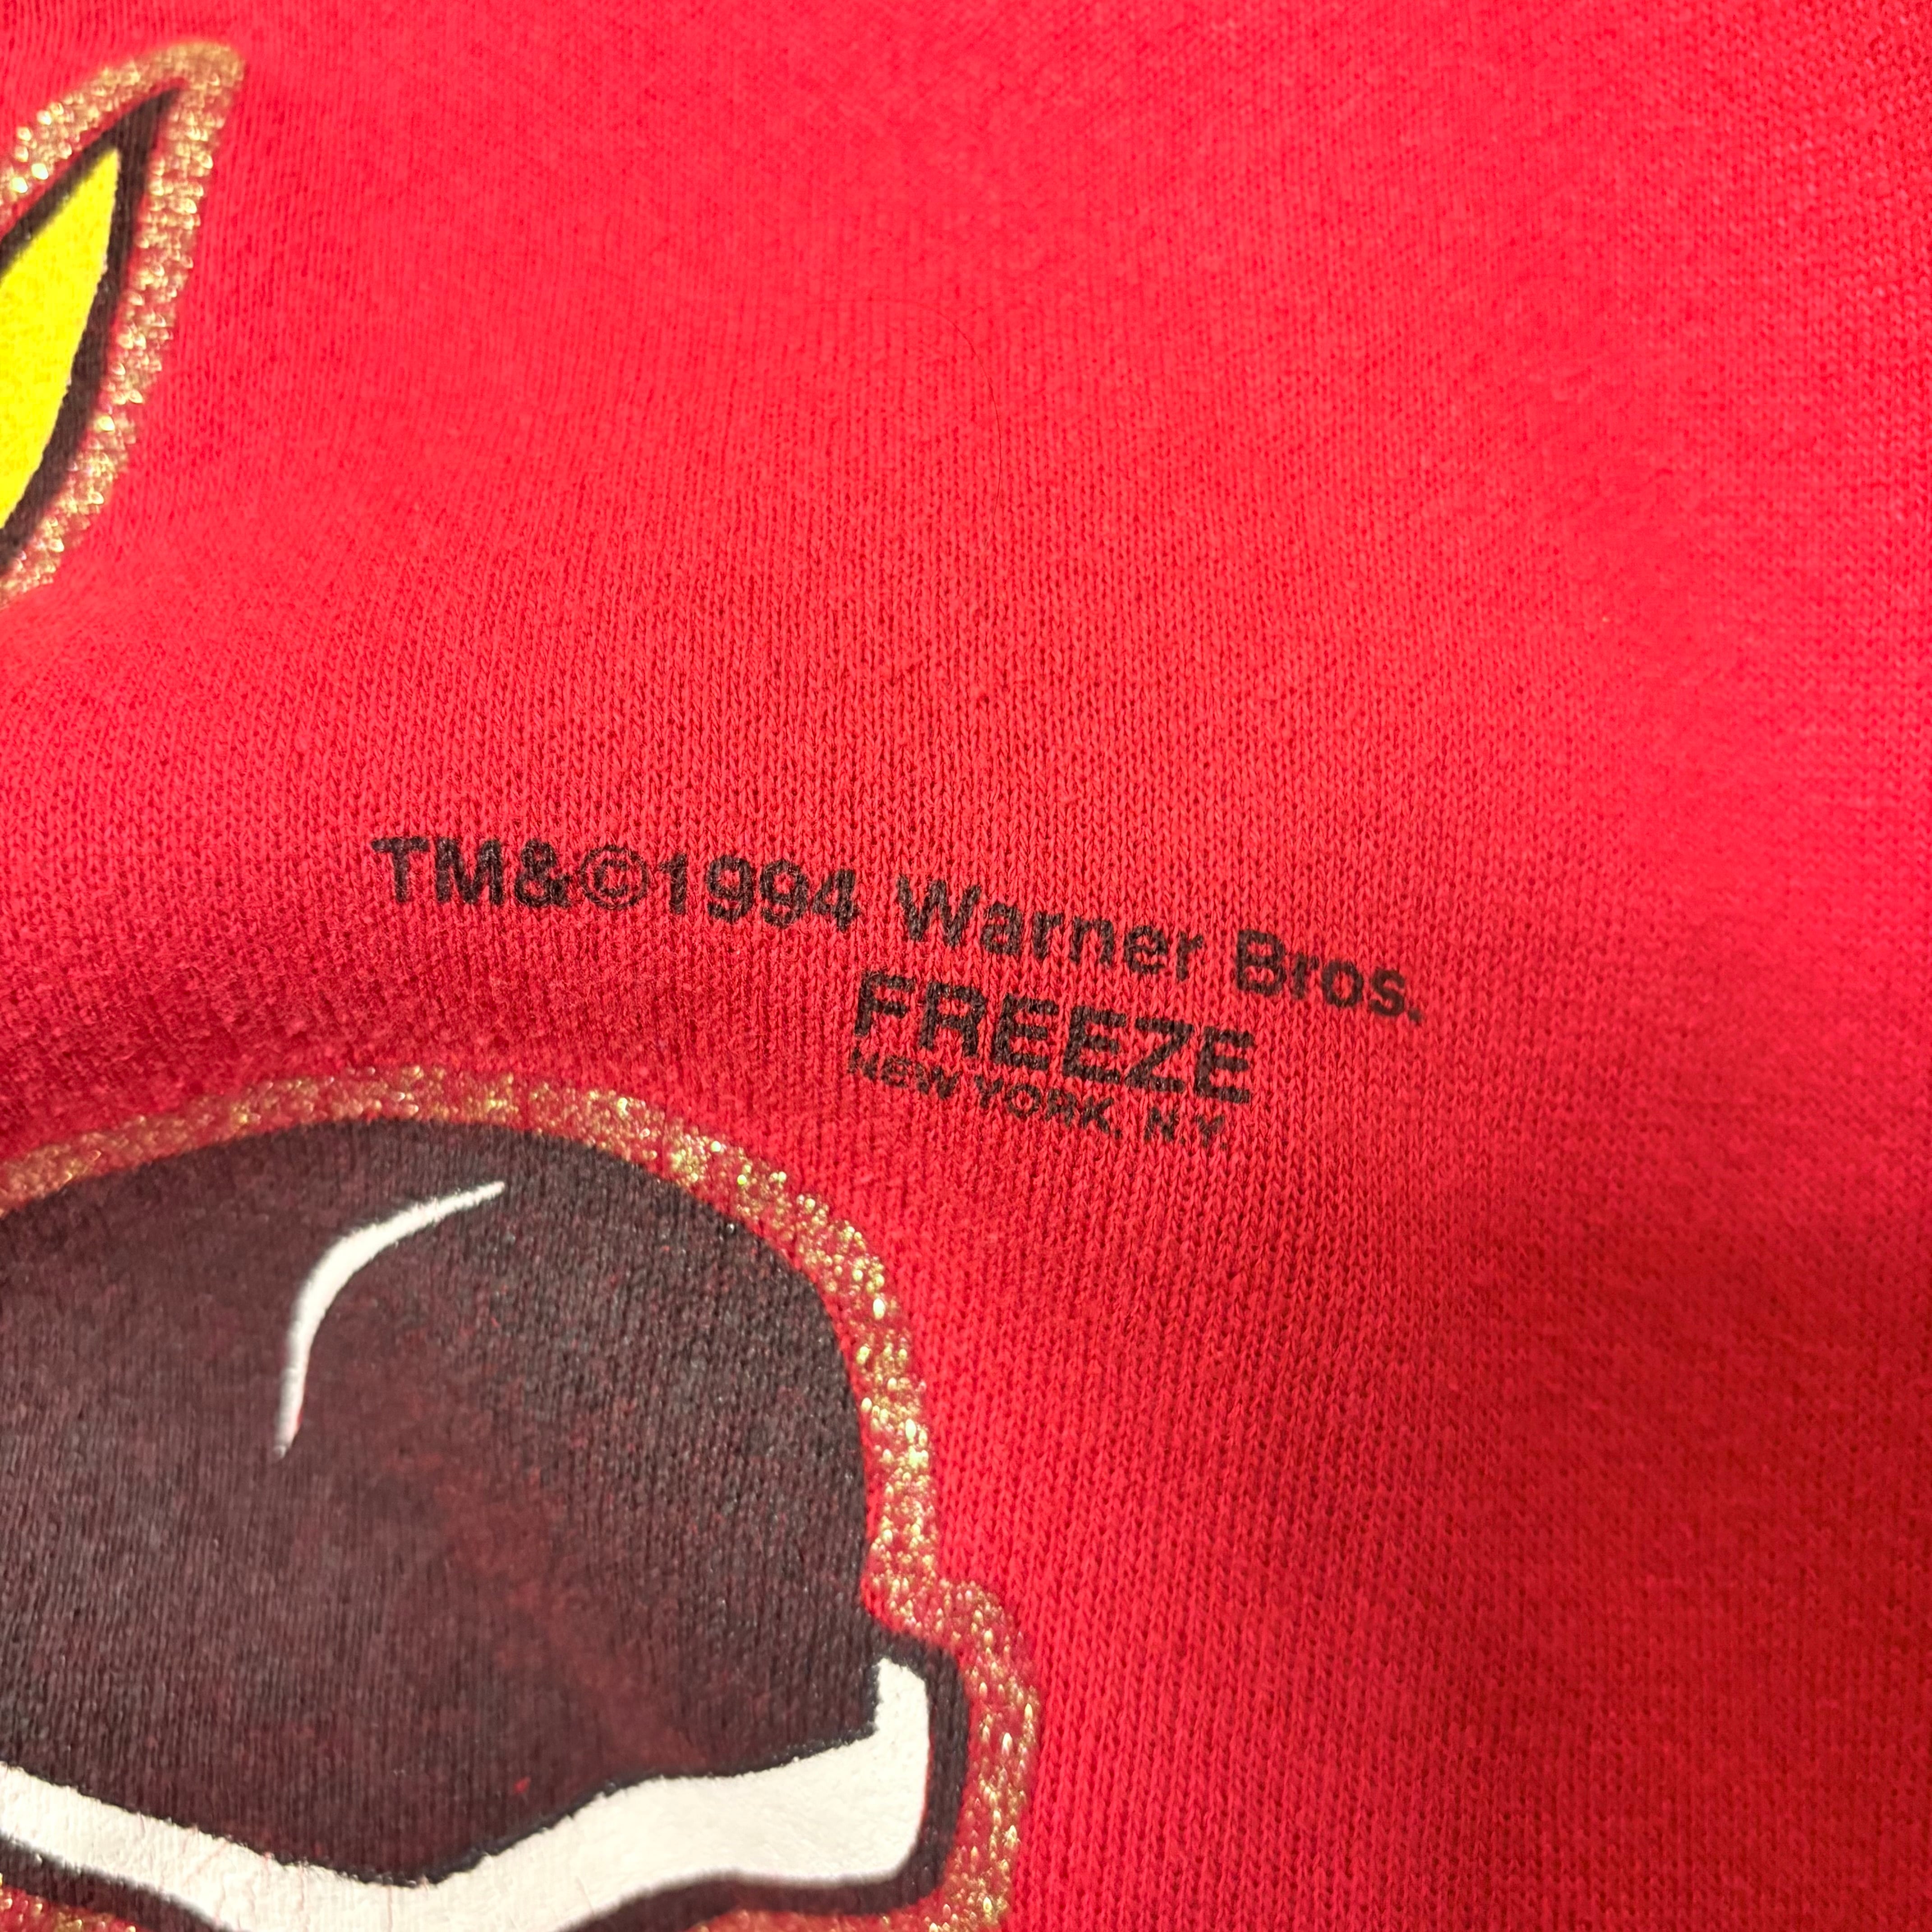 TM&©1994 Warner Bros.
FREEZE
NEW YORK, N.Y.